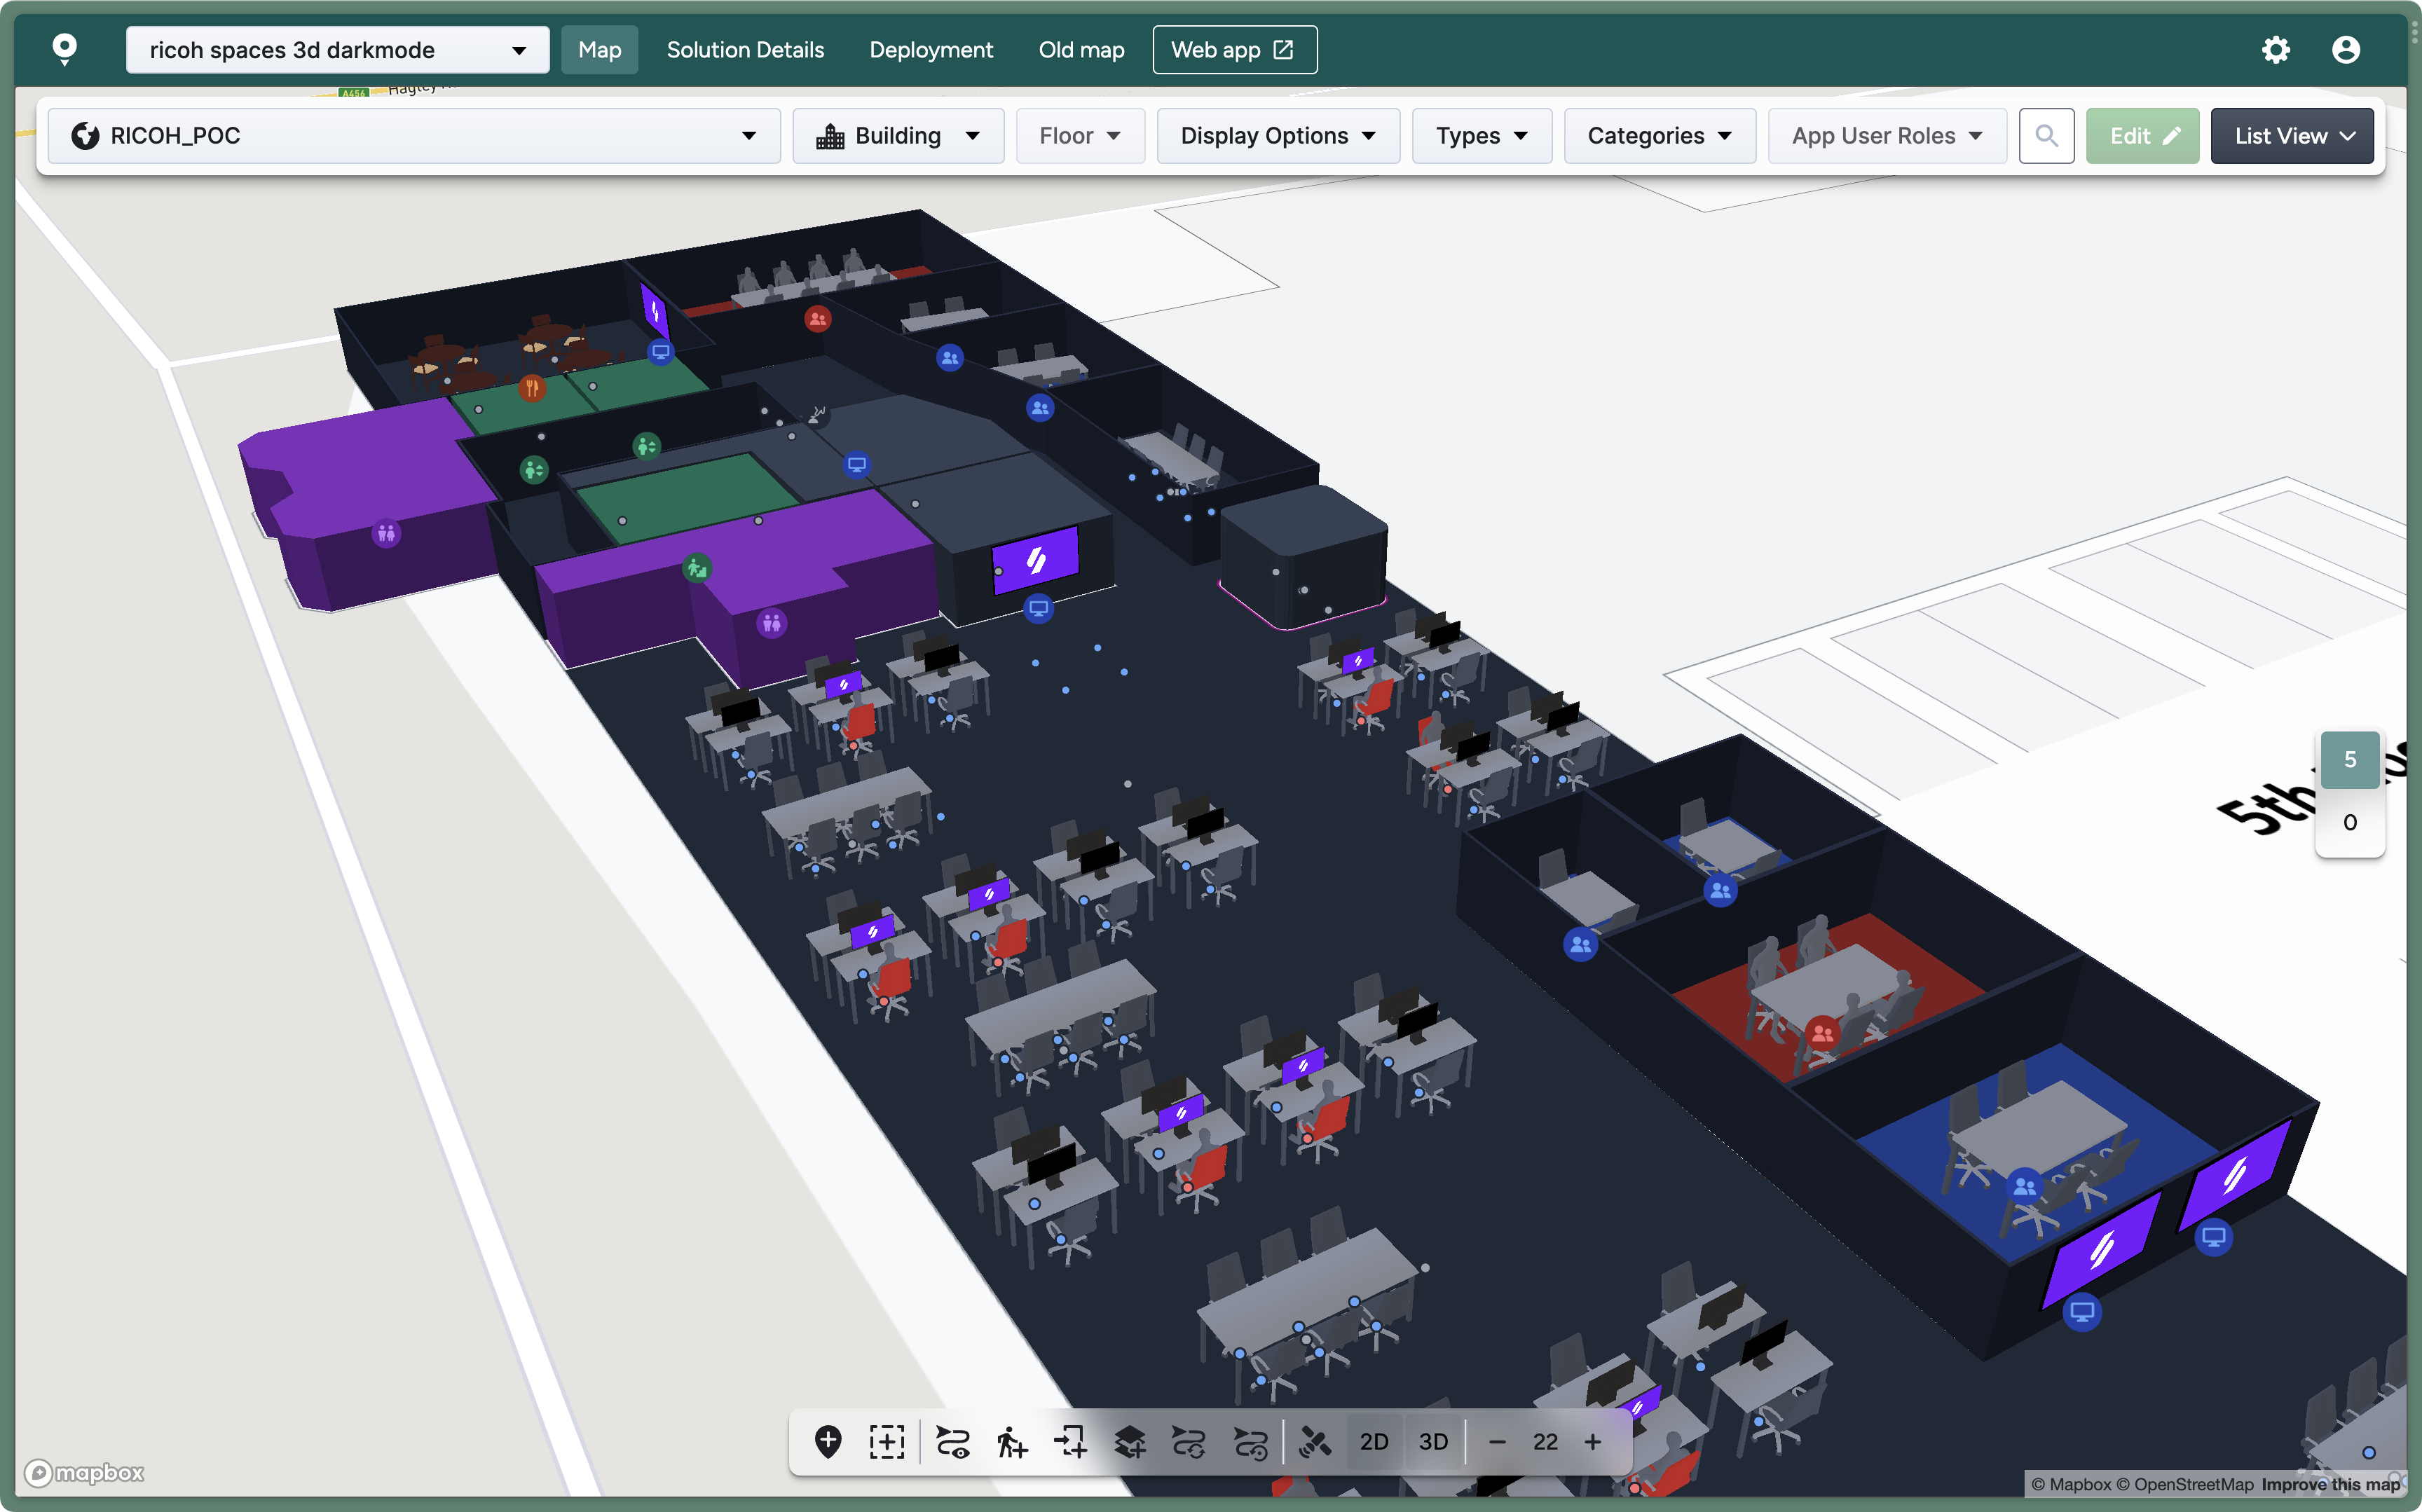 ricoh spaces 3d darkmode
Map
Solution Details
Deployment
Old map
Web app
A456
RICOH_POC
Building
Floor
Display Options
Types
Categories
App User Roles
Edit
List View
5th
5
0
2D
3D
22
mapbox
© Mapbox © OpenStreetMap Improve this map